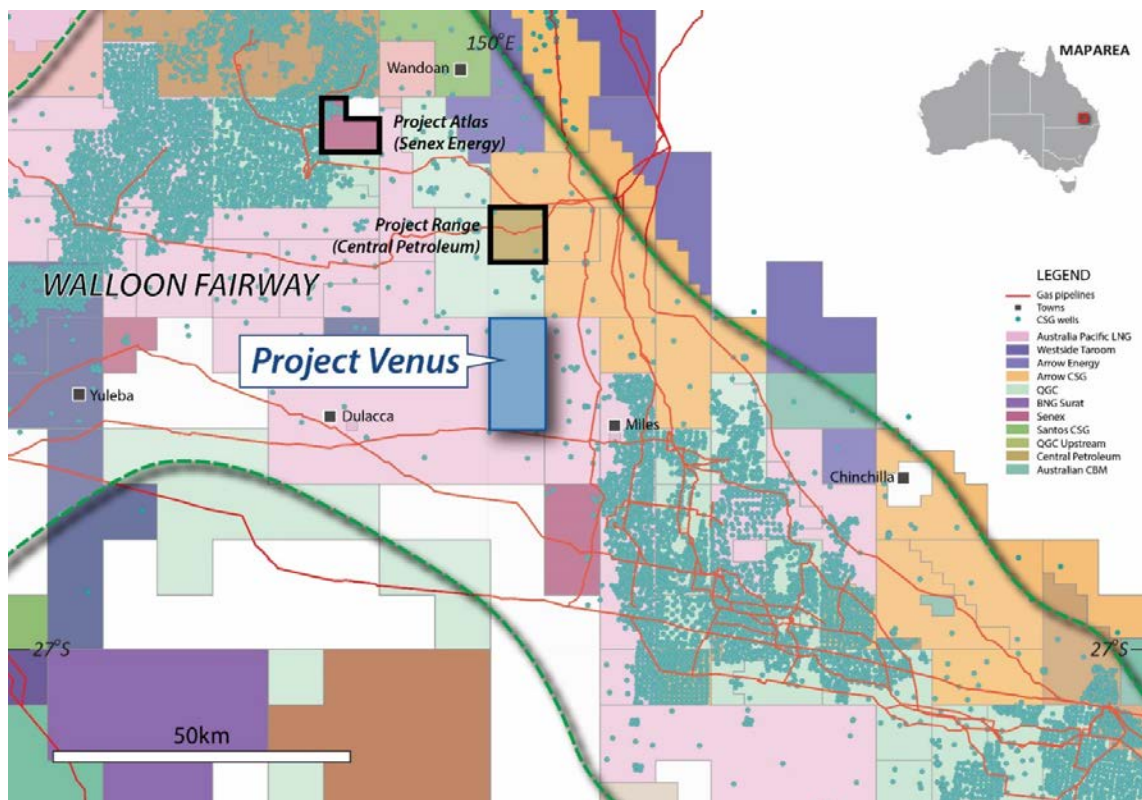 150°E
MAPAREA
Wandoan
Project Atlas
(Senex Energy)
Project Range
(Central Petroleum)
WALLOON FAIRWAY
LEGEND
Gas pipelines
Towns
CSG wells
Australia Pacific LNG
Westside Taroom
Arrow Energy
Arrow CSG
QGC
BNG Surat
Senex
Santos CSG
QGC Upstream
Central Petroleum
Australian CBM
Project Venus
Yuleba
Dulacca
Miles
Chinchilla
27°S
27°S
50km